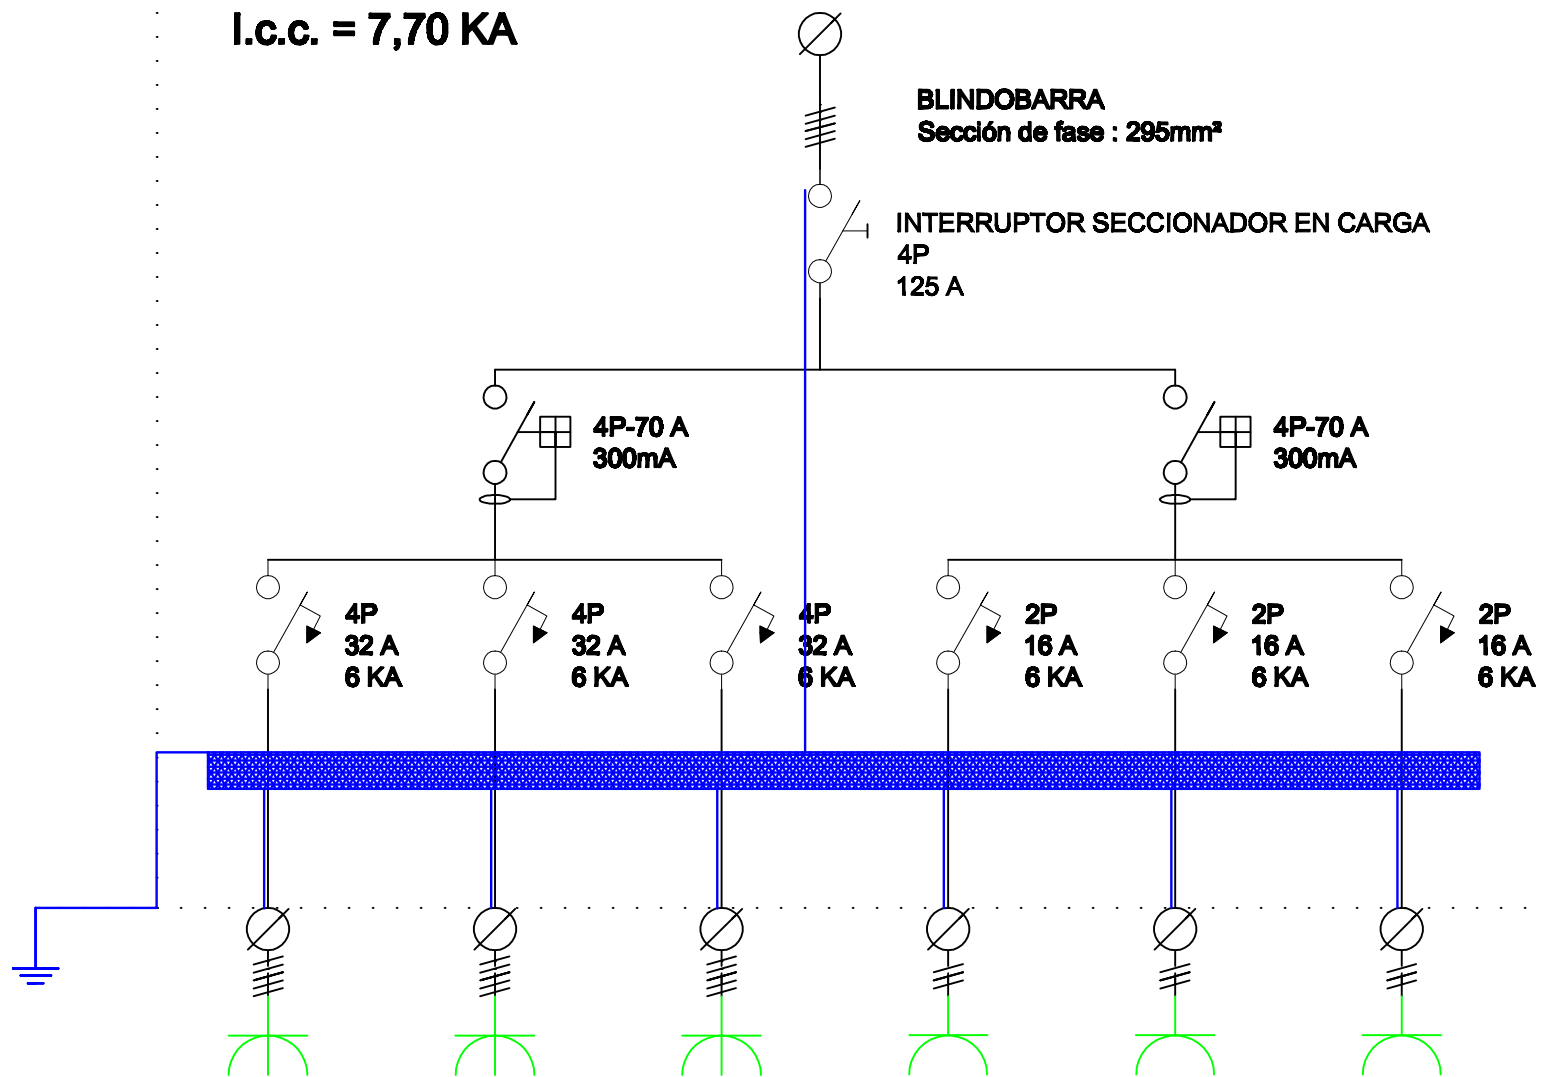 I.c.c. = 7,70 KA
BLINDOBARRA
Sección de fase : 295mm²
INTERRUPTOR SECCIONADOR EN CARGA
4P
125 A
4P-70 A
300mA
4P-70 A
300mA
4P
32 A
6 KA
4P
32 A
6 KA
4P
32 A
6 KA
2P
16 A
6 KA
2P
16 A
6 KA
2P
16 A
6 KA